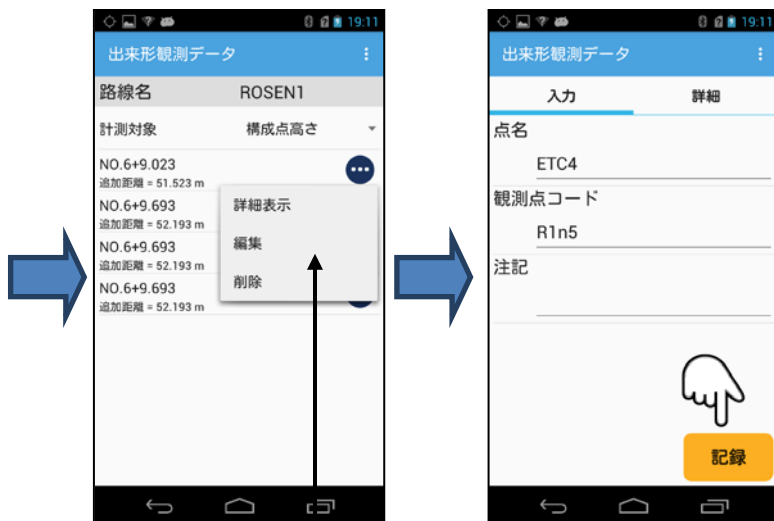 19:11
出来形観測データ
路線名 ROSEN1
計測対象 構成点高さ
NO.6+9.023
追加距離 = 51.523 m
NO.6+9.693
追加距離 = 52.193 m
NO.6+9.693
追加距離 = 52.193 m
NO.6+9.693
追加距離 = 52.193 m
詳細表示
編集
削除
19:11
出来形観測データ
入力 詳細
点名
ETC4
観測点コード
R1n5
注記
記録